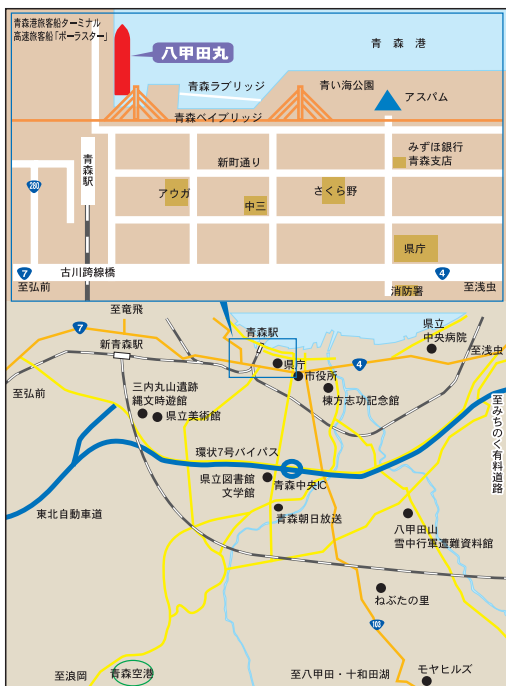 青森港旅客船ターミナル
高速旅客船「ポーラスター」
八甲田丸
青森港
青森ラブリッジ
青い海公園
アスパム
青森ベイブリッジ
みずほ銀行
青森支店
青森駅
新町通り
280
アウガ
さくら野
中三
県庁
古川跨線橋
7
4
至弘前
消防署
至浅虫
至竜飛
7
青森駅
県立
中央病院
新青森駅
至浅虫
県庁
4
市役所
至弘前
三内丸山遺跡
縄文時遊館
棟方志功記念館
県立美術館
至みちのく有料道路
環状7号バイパス
県立図書館
文学館
青森中央IC
東北自動車道
青森朝日放送
八甲田山
雪中行軍遭難資料館
ねぶたの里
103
青森空港
至浪岡
至八甲田・十和田湖
モヤヒルズ